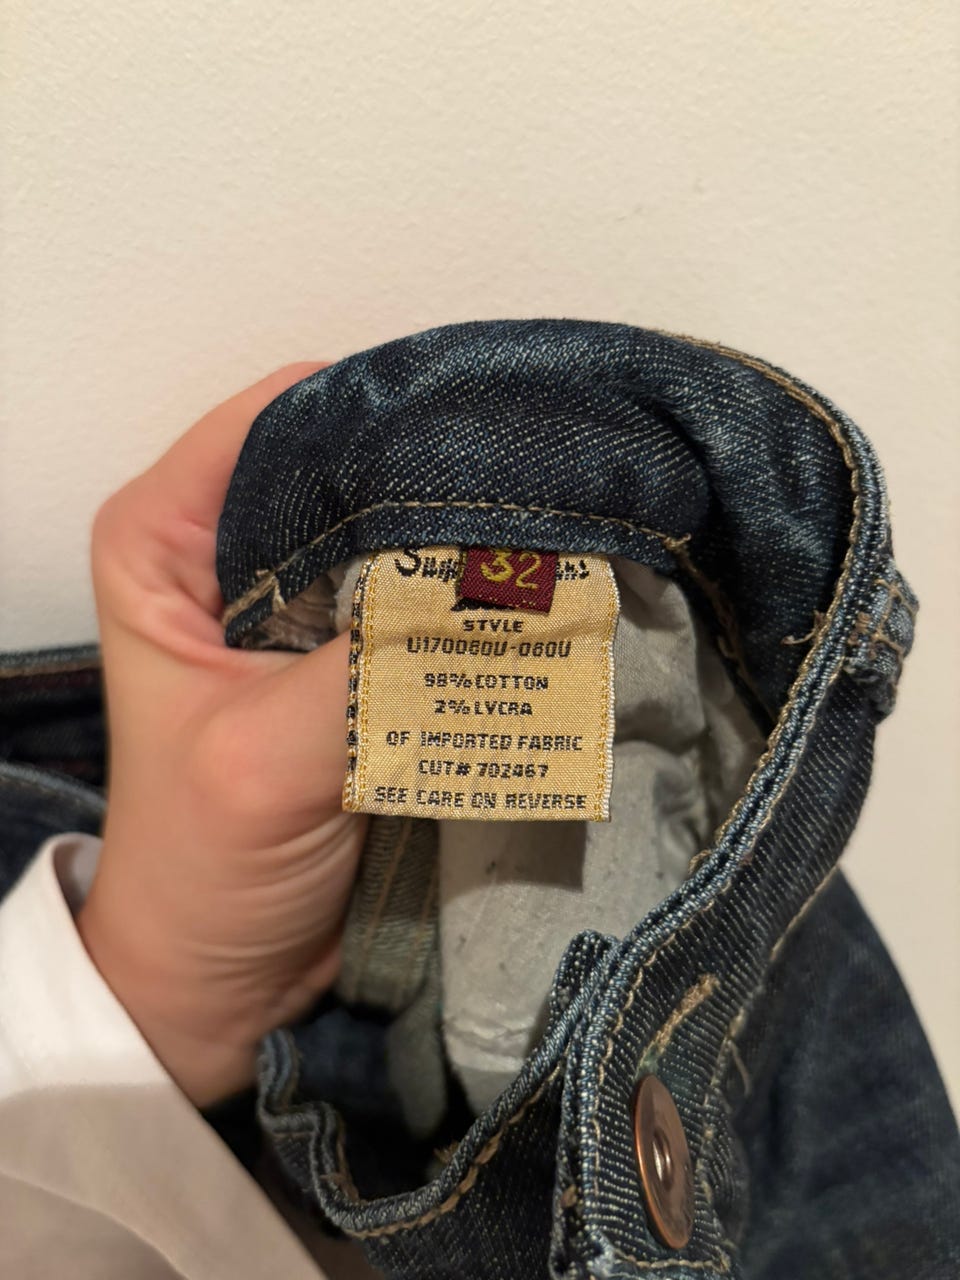 32
STYLE
U170060U-060U
98% COTTON
2% LYCRA
OF IMPORTED FABRIC
CUT# 702467
SEE CARE ON REVERSE